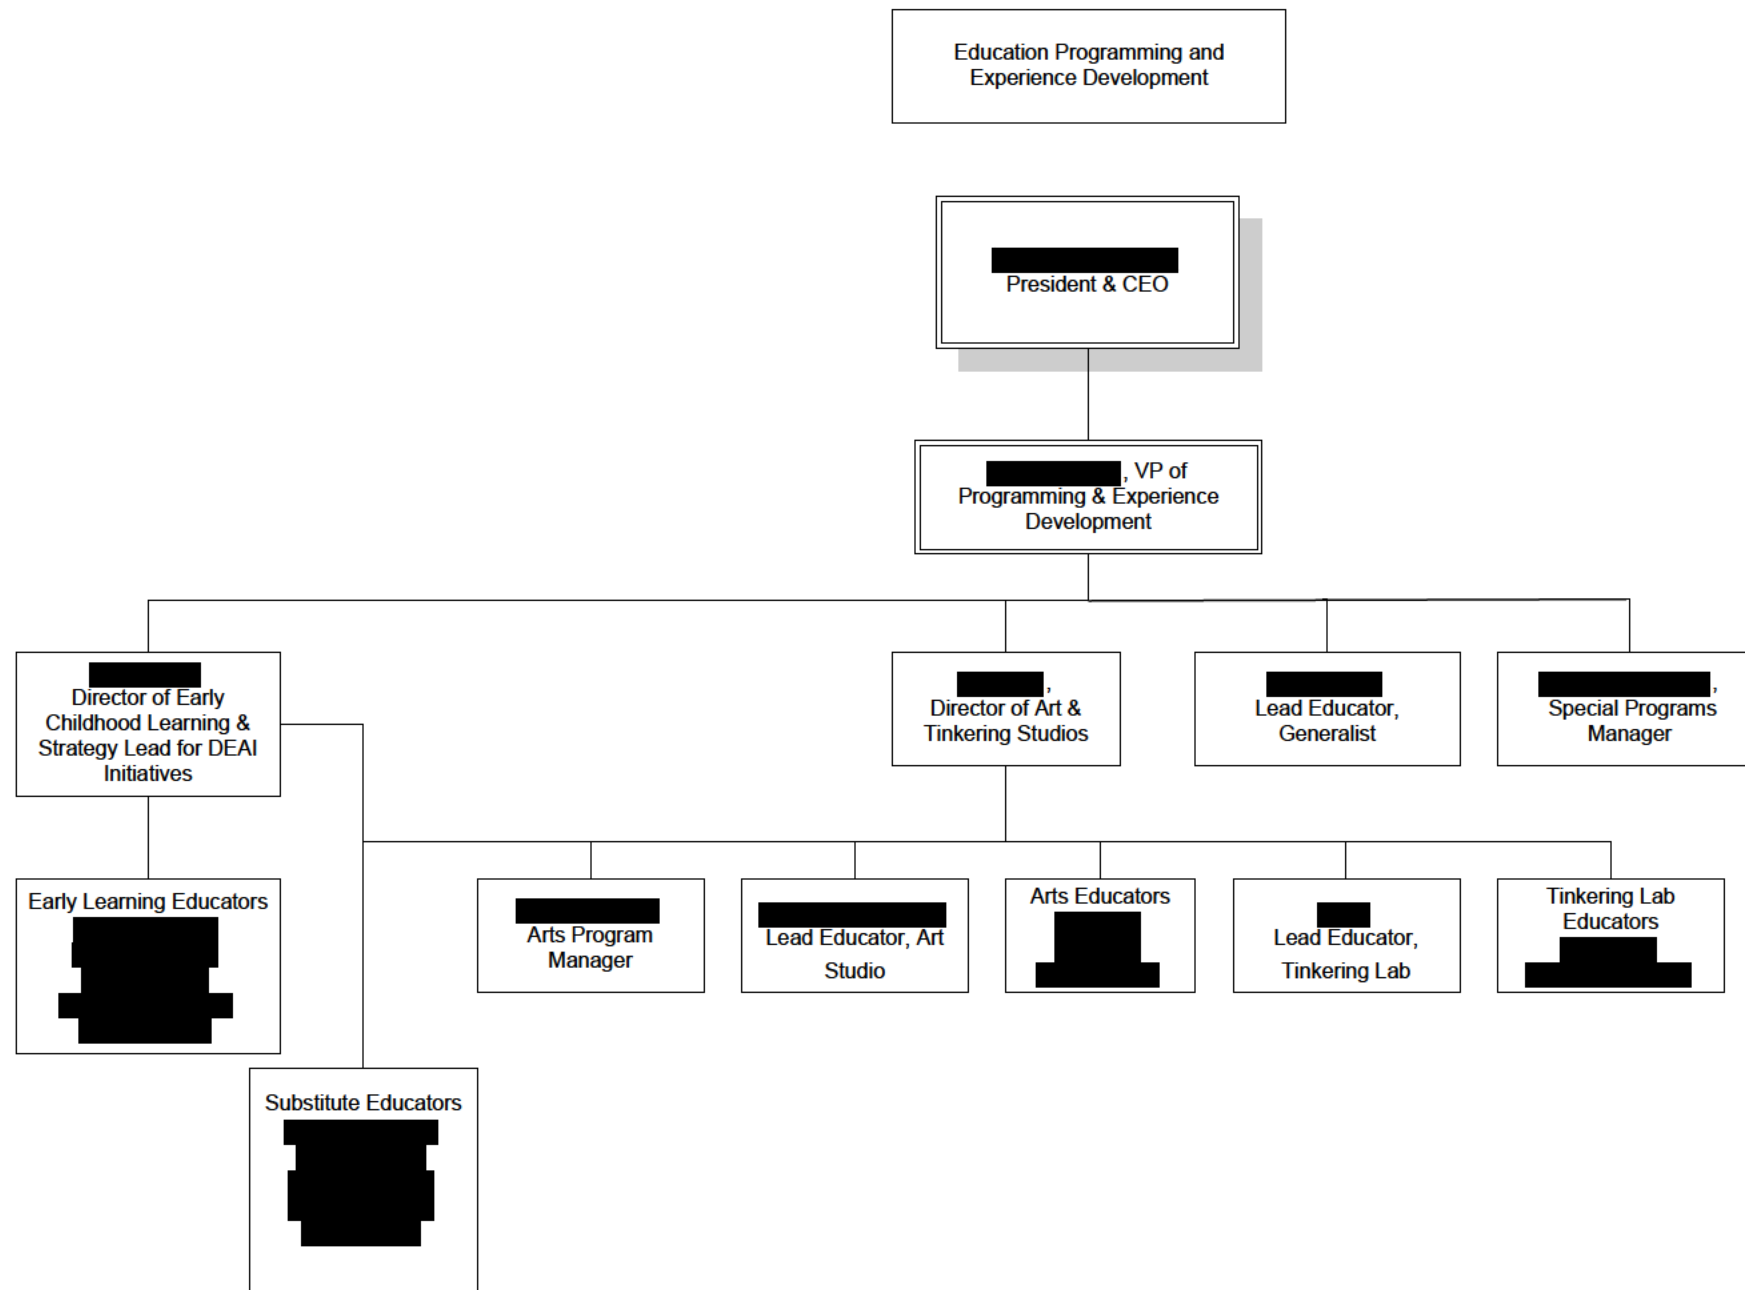 Education Programming and
Experience Development
President & CEO
, VP of
Programming & Experience
Development
Director of Early
Childhood Learning &
Strategy Lead for DEAI
Initiatives
,
Director of Art &
Tinkering Studios
Lead Educator,
Generalist
,
Special Programs
Manager
Early Learning Educators
Arts Program
Manager
Lead Educator, Art
Studio
Arts Educators
Lead Educator,
Tinkering Lab
Tinkering Lab
Educators
Substitute Educators